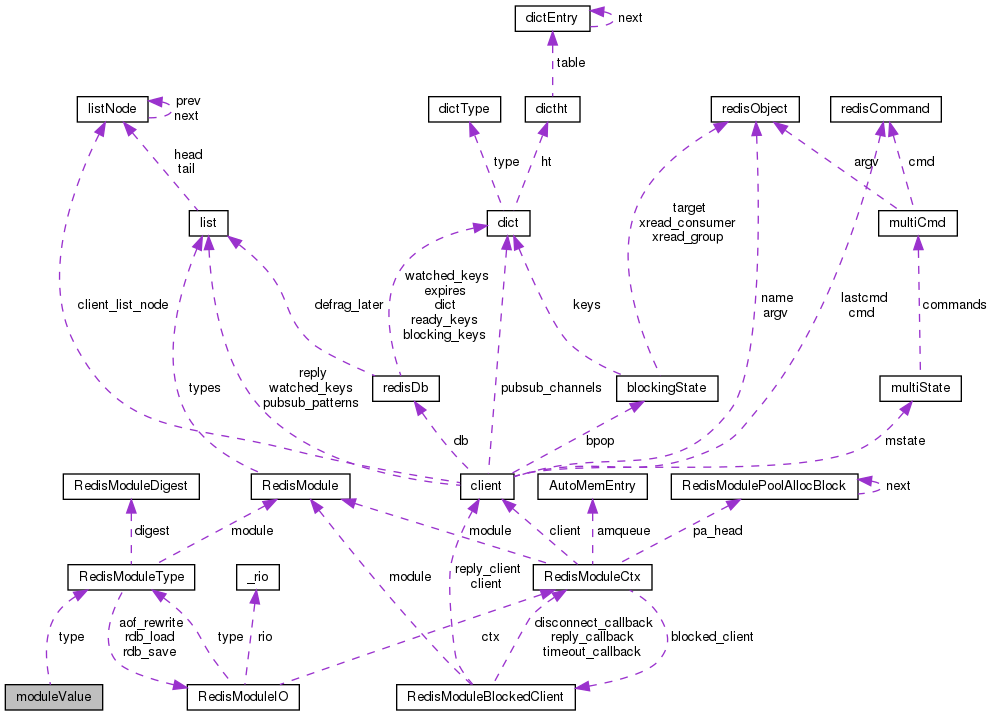 dictEntry
next
table
listNode
prev
next
dictType
dictht
redisObject
redisCommand
head
tail
type
ht
argv
cmd
list
dict
multiCmd
target
xread_consumer
xread_group
client_list_node
defrag_later
watched_keys
expires
dict
ready_keys
blocking_keys
keys
name
argv
lastcmd
cmd
commands
types
reply
watched_keys
pubsub_patterns
redisDb
pubsub_channels
blockingState
multiState
db
bpop
mstate
RedisModuleDigest
RedisModule
client
AutoMemEntry
RedisModulePoolAllocBlock
next
digest
module
module
client
amqueue
pa_head
RedisModuleType
_rio
module
reply_client
client
RedisModuleCtx
type
aof_rewrite
rdb_load
rdb_save
type
rio
ctx
disconnect_callback
reply_callback
timeout_callback
blocked_client
moduleValue
RedisModuleIO
RedisModuleBlockedClient